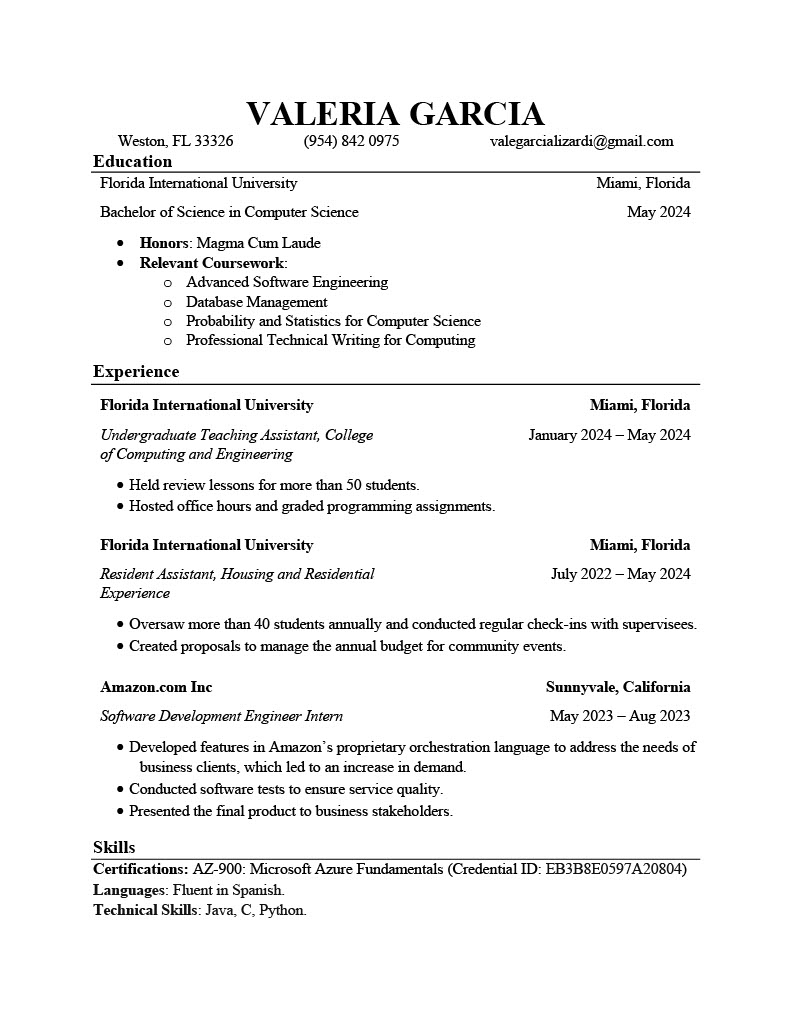 VALERIA GARCIA
Weston, FL 33326 (954) 842 0975 valegarcializardi@gmail.com
Education
Florida International University Miami, Florida
Bachelor of Science in Computer Science May 2024
• Honors: Magma Cum Laude
• Relevant Coursework:
o Advanced Software Engineering
o Database Management
o Probability and Statistics for Computer Science
o Professional Technical Writing for Computing
Experience
Florida International University Miami, Florida
Undergraduate Teaching Assistant, College January 2024 – May 2024
of Computing and Engineering
• Held review lessons for more than 50 students.
• Hosted office hours and graded programming assignments.
Florida International University Miami, Florida
Resident Assistant, Housing and Residential July 2022 – May 2024
Experience
• Oversaw more than 40 students annually and conducted regular check-ins with supervisees.
• Created proposals to manage the annual budget for community events.
Amazon.com Inc Sunnyvale, California
Software Development Engineer Intern May 2023 – Aug 2023
• Developed features in Amazon’s proprietary orchestration language to address the needs of
business clients, which led to an increase in demand.
• Conducted software tests to ensure service quality.
• Presented the final product to business stakeholders.
Skills
Certifications: AZ-900: Microsoft Azure Fundamentals (Credential ID: EB3B8E0597A20804)
Languages: Fluent in Spanish.
Technical Skills: Java, C, Python.